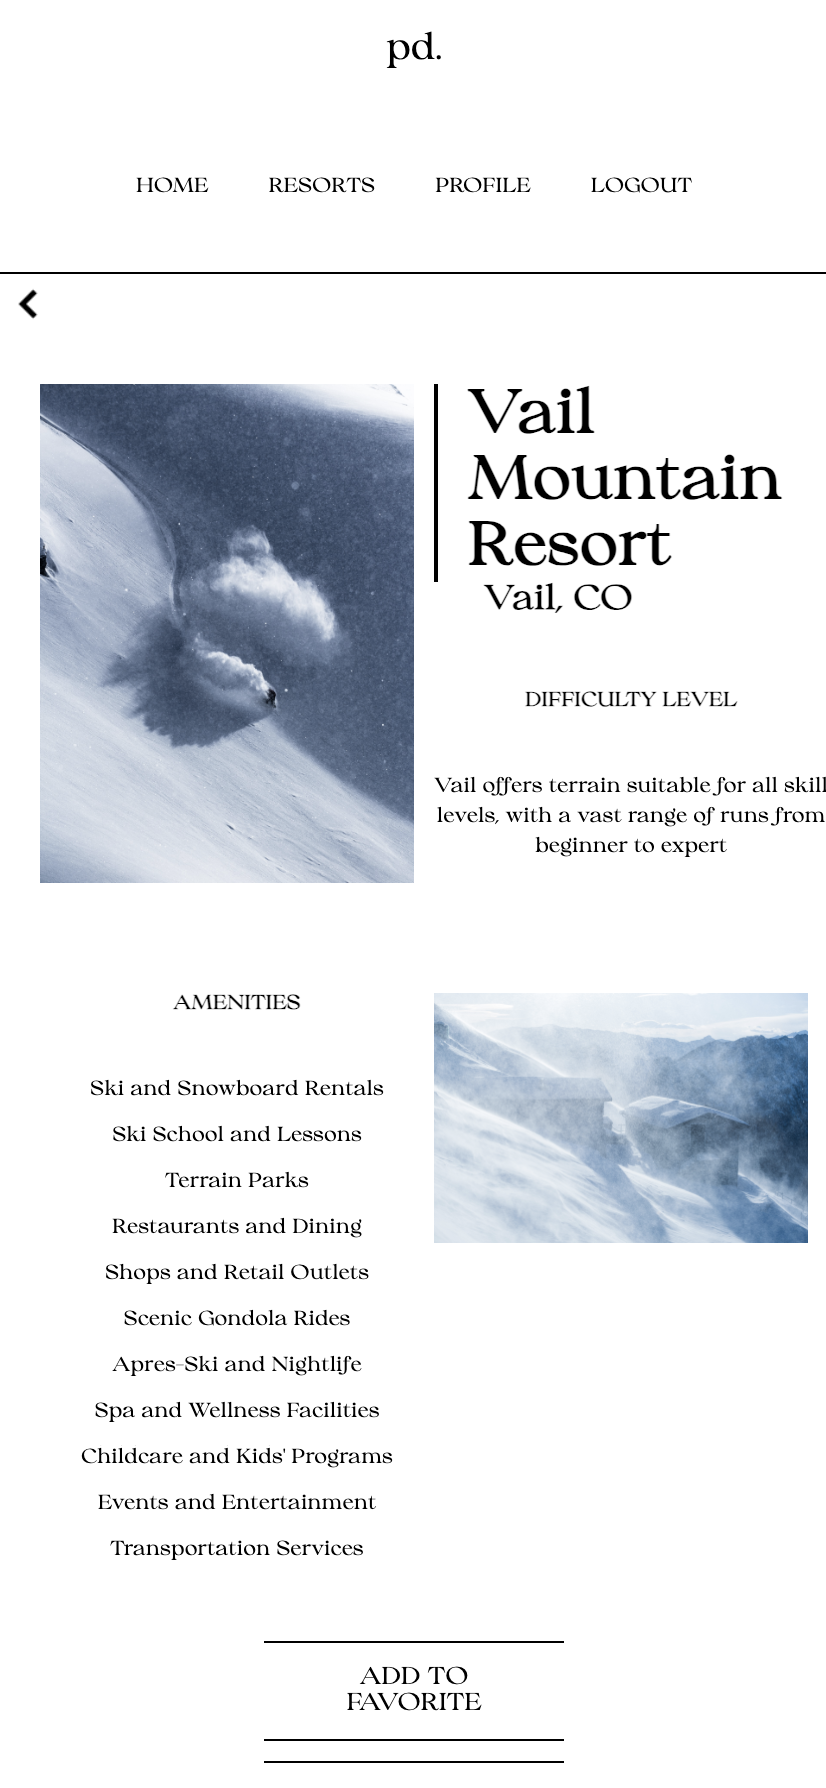 pd.
HOME RESORTS PROFILE LOGOUT
Vail
Mountain
Resort
Vail, CO
DIFFICULTY LEVEL
Vail offers terrain suitable for all skill
levels, with a vast range of runs from
beginner to expert
AMENITIES
Ski and Snowboard Rentals
Ski School and Lessons
Terrain Parks
Restaurants and Dining
Shops and Retail Outlets
Scenic Gondola Rides
Apres-Ski and Nightlife
Spa and Wellness Facilities
Childcare and Kids' Programs
Events and Entertainment
Transportation Services
ADD TO
FAVORITE